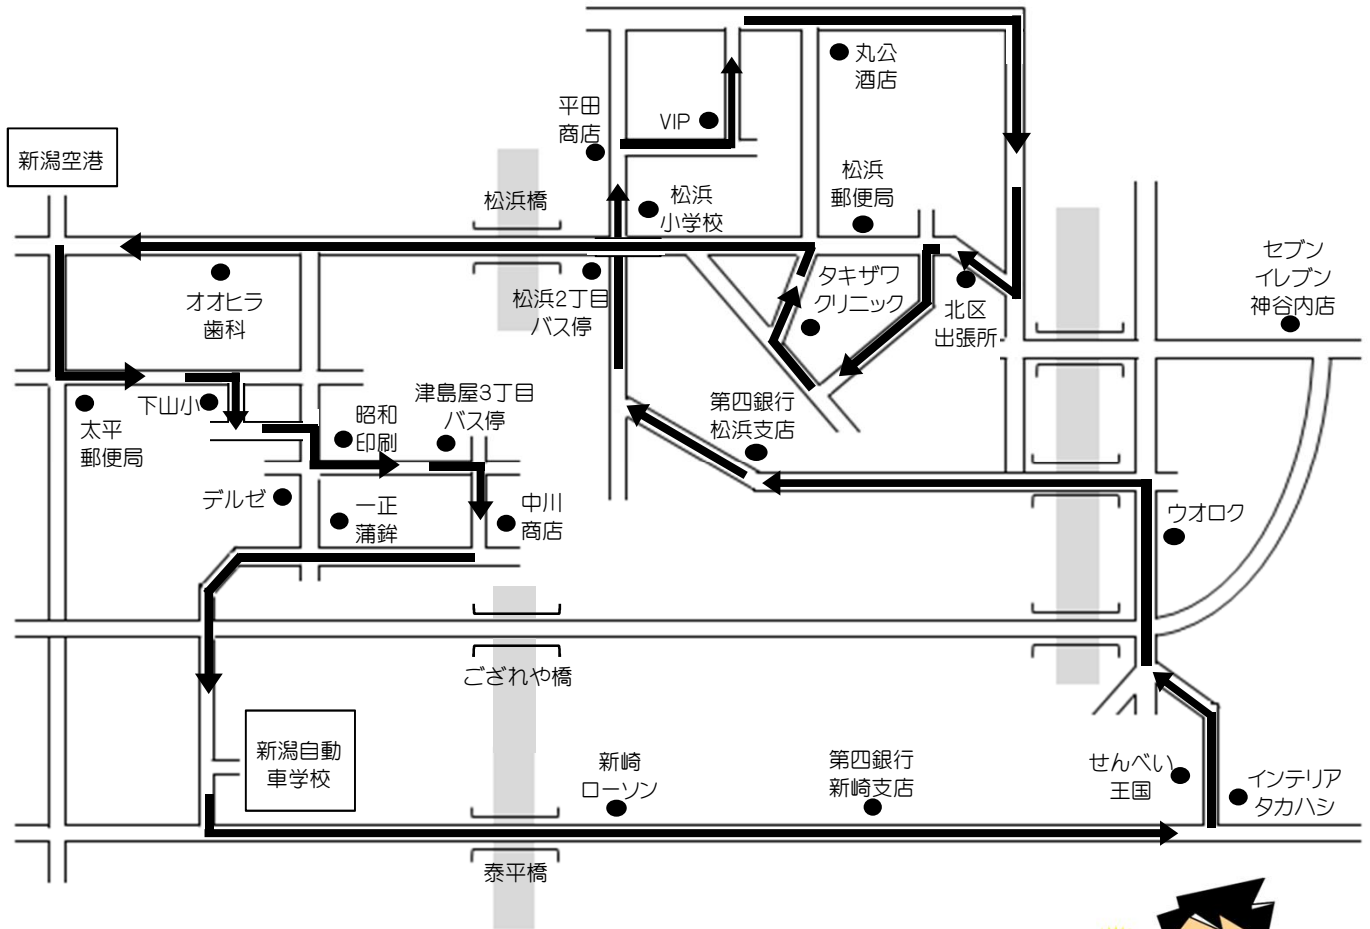 丸公
酒店
平田
商店
VIP
新潟空港
松浜橋
松浜
小学校
松浜
郵便局
セブン
イレブン
神谷内店
オオヒラ
歯科
松浜2丁目
バス停
タキザワ
クリニック
北区
出張所
太平
郵便局
下山小
昭和
印刷
津島屋3丁目
バス停
第四銀行
松浜支店
デルゼ
一正
蒲鉾
中川
商店
ウオロク
ござれや橋
新潟自動
車学校
新崎
ローソン
第四銀行
新崎支店
せんべい
王国
インテリア
タカハシ
泰平橋